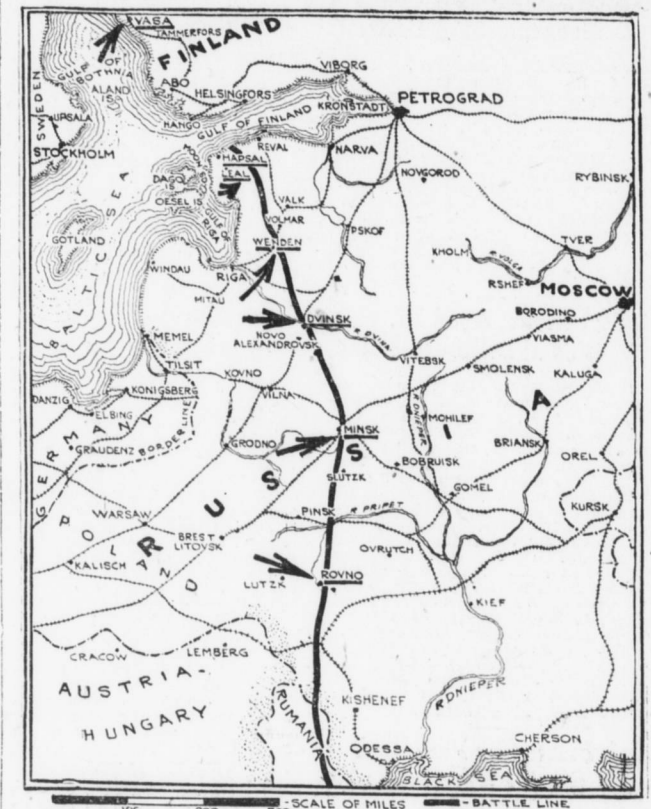 VASA
TAMMERFORS
FINLAND
GULF OF BOTHNIA
ALAND IS
ABO
VIBORG
HELSINGFORS
KRONSTADT
PETROGRAD
HANGO
GULF OF FINLAND
SWEDEN
UPSALA
STOCKHOLM
REVAL
NARVA
HAPSAL
LEAL
NOVGOROD
RYBINSK
DAGO IS
OESEL IS
GULF OF RIGA
VALK
VOLMAR
PSKOF
GOTLAND
BALTIC SEA
WENDEN
KHOLM
R VOLGA
TVER
RSHEF
WINDAU
RIGA
MOSCOW
MITAU
DVINSK
BORODINO
R DVINA
NOVO ALEXANDROVSK
VIASMA
MEMEL
VITEBSK
SMOLENSK
KALUGA
TILSIT
KOVNO
VILNA
DANZIG
KONIGSBERG
ELBING
R DNIEPER
MOHILEF
GERMANY
GRAUDENZ
BORDER LINE
GRODNO
MINSK
BRIANSK
OREL
BOBRUISK
SLUTZK
GOMEL
RUSSIA
WARSAW
POLAND
PINSK
R PRIPET
KURSK
BREST LITOVSK
OVRUTCH
KALISCH
LUTZK
ROVNO
KIEF
CRACOW
LEMBERG
AUSTRIA-
HUNGARY
RUMANIA
KISHENEF
R DNIEPER
ODESSA
CHERSON
BLACK SEA
-SCALE OF MILES
-BATTLE LINE.